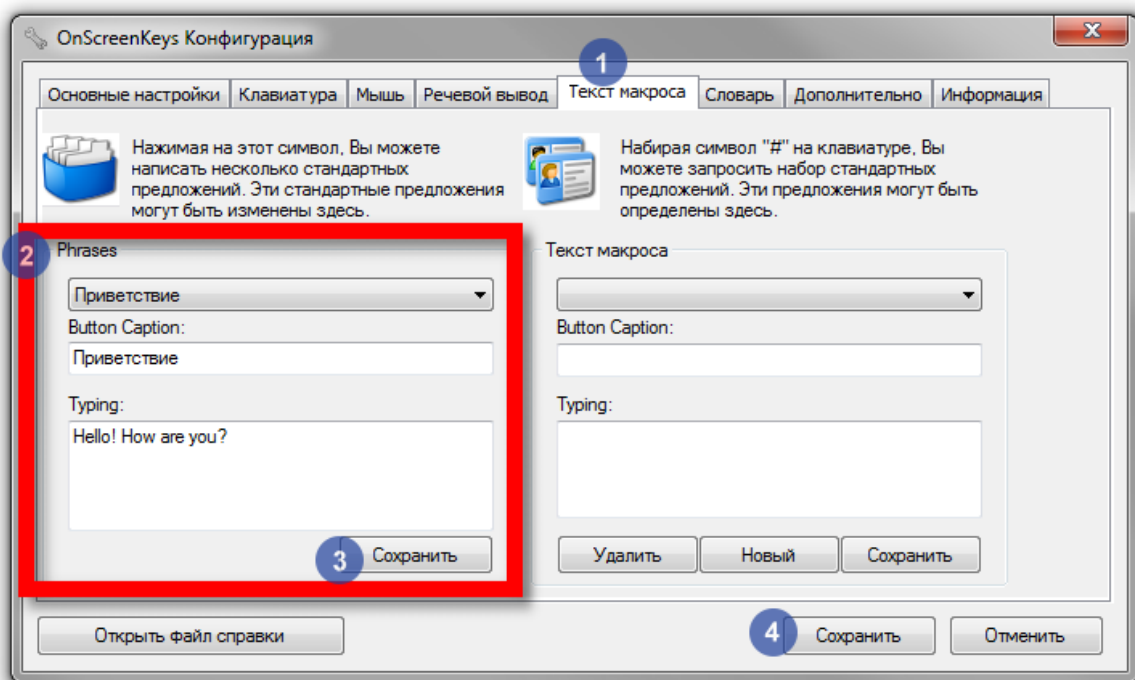 OnScreenKeys Конфигурация
1
Основные настройки Клавиатура Мышь Речевой вывод Текст макроса Словарь Дополнительно Информация
Нажимая на этот символ, Вы можете
написать несколько стандартных
предложений. Эти стандартные предложения
могут быть изменены здесь.
Набирая символ "#" на клавиатуре, Вы
можете запросить набор стандартных
предложений. Эти предложения могут быть
определены здесь.
2
Phrases
Приветствие
Button Caption:
Приветствие
Typing:
Hello! How are you?
3
Сохранить
Текст макроса
Button Caption:
Typing:
Удалить Новый Сохранить
Открыть файл справки
4
Сохранить Отменить